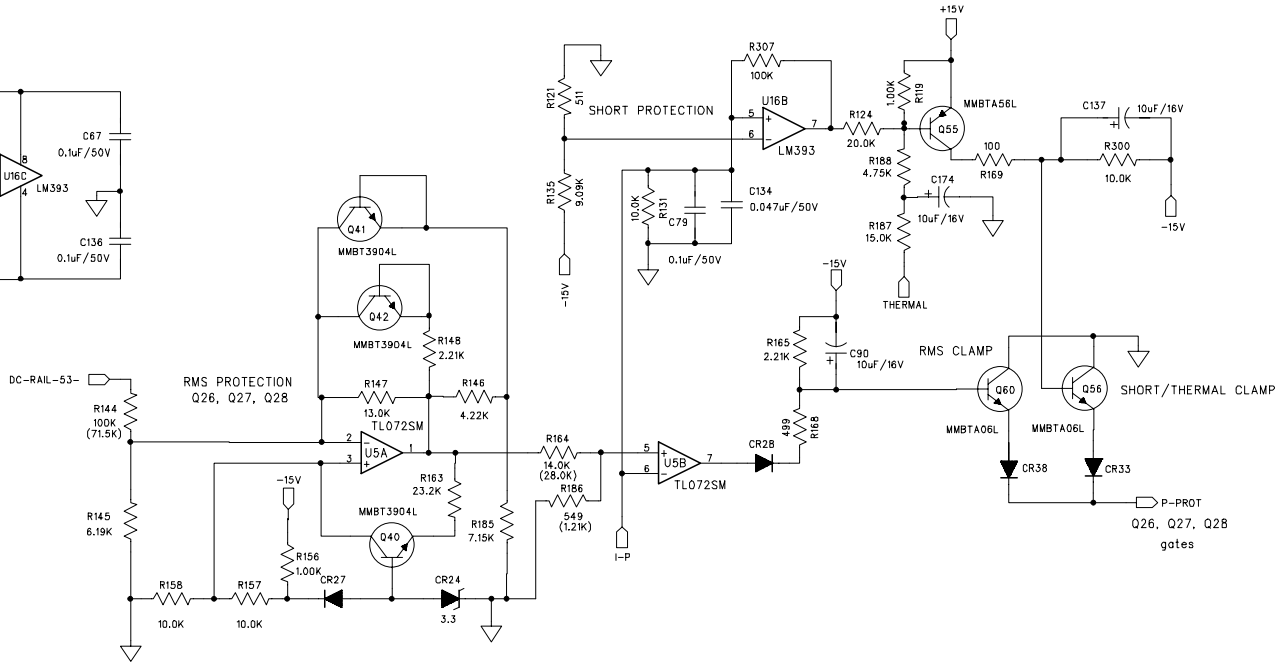 +15V
R307
100K
R121
511
SHORT PROTECTION
U16B
5
+
6
-
7
LM393
R124
20.0K
1.00K
R119
MMBTA56L
Q55
C137
10uF/16V
+
100
R169
R300
10.0K
-15V
C67
0.1uF/50V
8
U16C
4
LM393
C136
0.1uF/50V
R135
9.09K
-15V
10.0K
R131
C79
0.1uF/50V
C134
0.047uF/50V
R188
4.75K
C174
+
10uF/16V
R187
15.0K
THERMAL
Q41
MMBT3904L
Q42
MMBT3904L
R148
2.21K
-15V
R165
2.21K
+
C90
10uF/16V
RMS CLAMP
Q60
MMBTA06L
Q56
MMBTA06L
SHORT/THERMAL CLAMP
DC-RAIL-53-
RMS PROTECTION
Q26, Q27, Q28
R144
100K
(71.5K)
R147
13.0K
R146
4.22K
TL072SM
2
-
3
+
U5A
1
R164
14.0K
(28.0K)
R186
549
(1.21K)
5
+
6
-
U5B
7
TL072SM
CR28
499
R168
CR38
CR33
P-PROT
Q26, Q27, Q28
gates
-15V
R163
23.2K
R145
6.19K
MMBT3904L
Q40
R185
7.15K
I-P
R156
1.00K
R158
10.0K
R157
10.0K
CR27
CR24
3.3